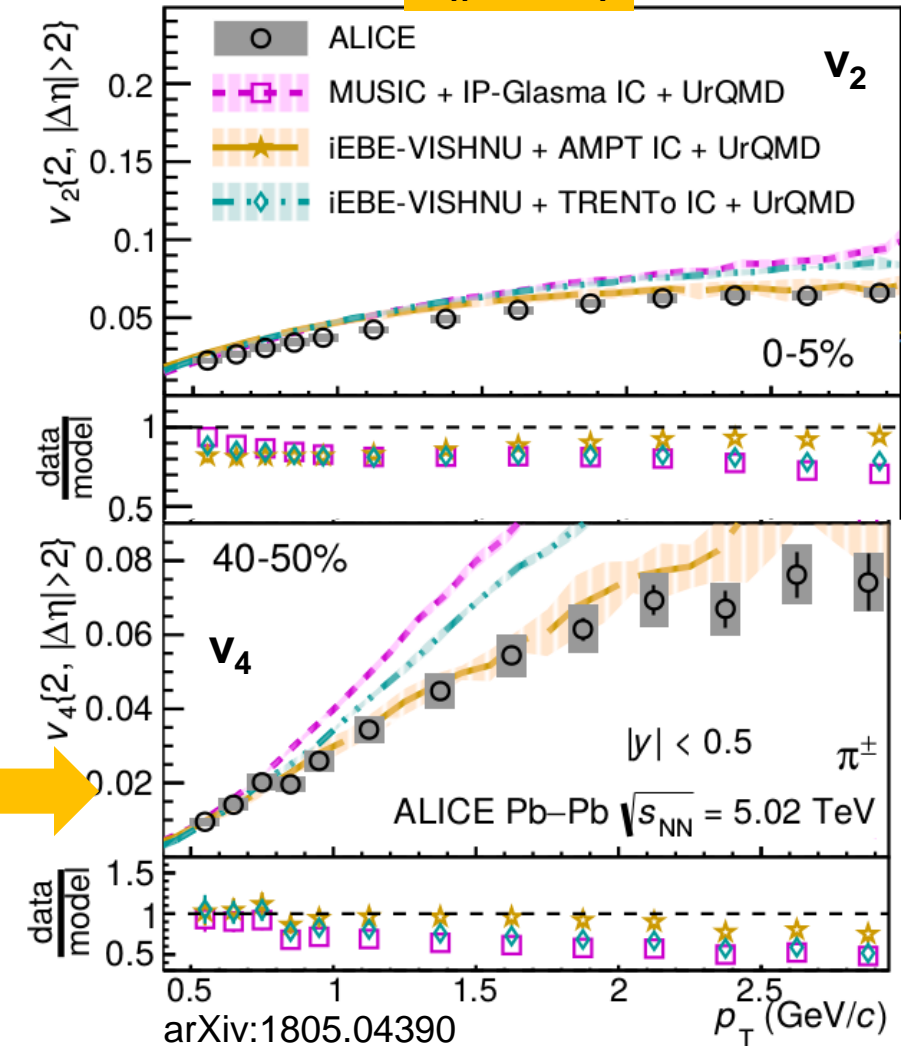 ALICE
MUSIC + IP-Glasma IC + UrQMD
iEBE-VISHNU + AMPT IC + UrQMD
iEBE-VISHNU + TRENTo IC + UrQMD
v2
v2{2, |Δη|>2}
0.2
0.15
0.1
0.05
0-5%
data
model
1
0.5
40-50%
v4
v4{2, |Δη|>2}
0.08
0.06
0.04
0.02
|y| < 0.5
π±
ALICE Pb–Pb √sNN = 5.02 TeV
data
model
1.5
1
0.5
0.5 1 1.5 2 2.5
pT (GeV/c)
arXiv:1805.04390